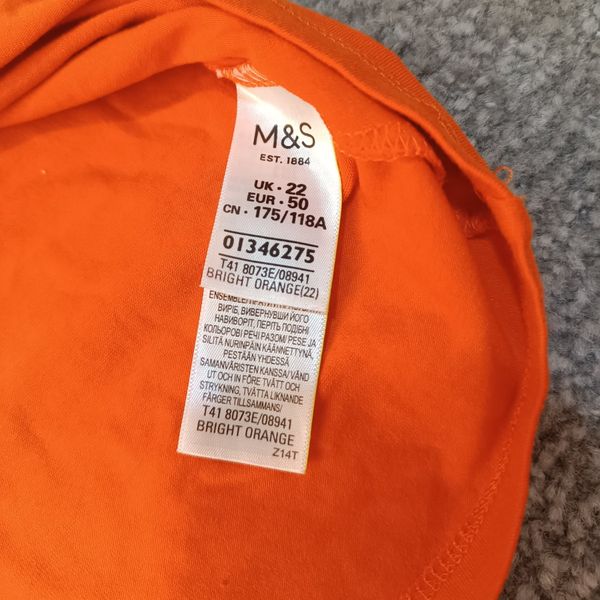 M&S
EST. 1884
UK · 22
EUR · 50
CN · 175/118A
01346275
T41 8073E/08941
BRIGHT ORANGE(22)
ВИРІБ, ВИВЕРНУВШИ ЙОГО
НАВИВОРІТ, ПЕРІТЬ ПОДІБНІ
КОЛЬОРОВІ РЕЧІ РАЗОМ/ PESE JA
SILITÄ NURINPÄIN KÄÄNNETTYNÄ,
PESTÄÄN YHDESSÄ
SAMANVÄRISTEN KANSSA/ VÄND
UT OCH IN FÖRE TVÄTT OCH
STRYKNING, TVÄTTA LIKNANDE
FÄRGER TILLSAMMANS/
T41 8073E/08941
BRIGHT ORANGE
Z14T